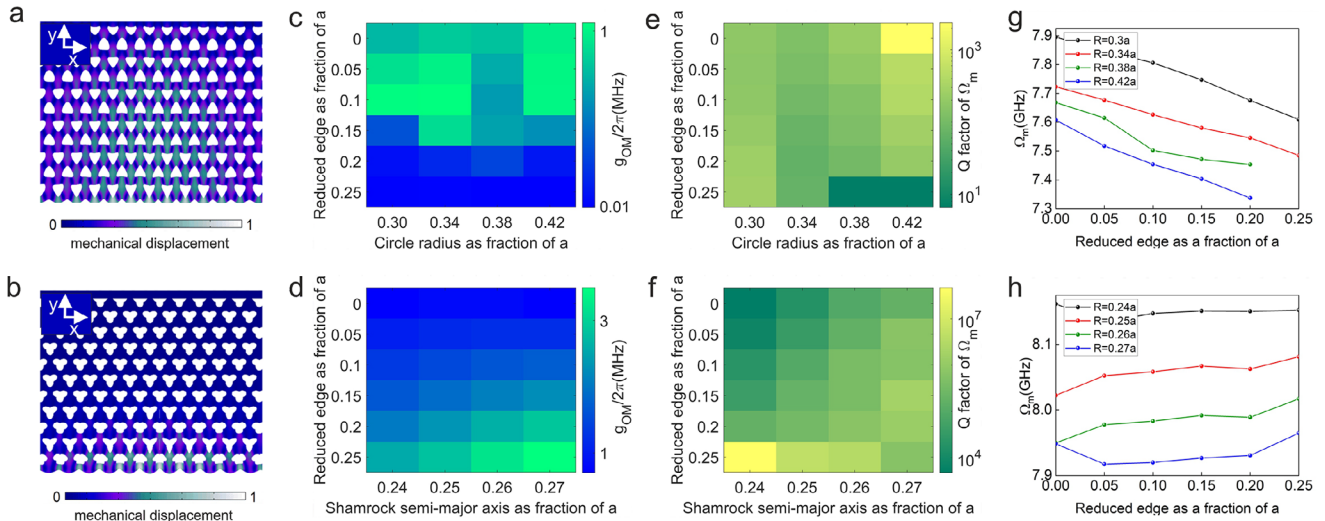 a
y
x
0
1
mechanical displacement
b
y
x
0
1
mechanical displacement
c
Reduced edge as fraction of a
0
0.05
0.1
0.15
0.2
0.25
0.30 0.34 0.38 0.42
Circle radius as fraction of a
1
g_OM/2π(MHz)
0.01
d
Reduced edge as fraction of a
0
0.05
0.1
0.15
0.2
0.25
0.24 0.25 0.26 0.27
Shamrock semi-major axis as fraction of a
3
g_OM/2π(MHz)
1
e
Reduced edge as fraction of a
0
0.05
0.1
0.15
0.2
0.25
0.30 0.34 0.38 0.42
Circle radius as fraction of a
10³
Q factor of Ω_m
10¹
f
Reduced edge as fraction of a
0
0.05
0.1
0.15
0.2
0.25
0.24 0.25 0.26 0.27
Shamrock semi-major axis as fraction of a
10⁷
Q factor of Ω_m
10⁴
g
R=0.3a
R=0.34a
R=0.38a
R=0.42a
7.9
7.8
7.7
7.6
7.5
7.4
7.3
Ω_m(GHz)
0.00 0.05 0.10 0.15 0.20 0.25
Reduced edge as a fraction of a
h
R=0.24a
R=0.25a
R=0.26a
R=0.27a
8.1
8.0
7.9
Ω_m(GHz)
0.00 0.05 0.10 0.15 0.20 0.25
Reduced edge as a fraction of a